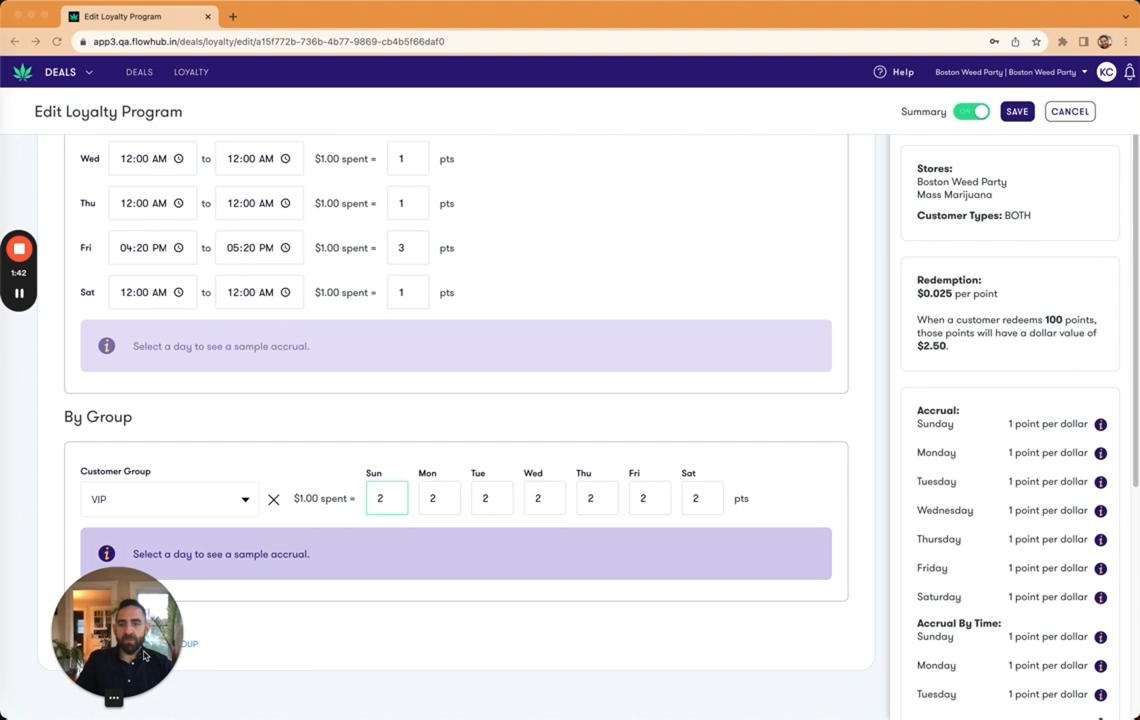 Edit Loyalty Program
app3.qa.flowhub.in/deals/loyalty/edit/a15f772b-736b-4b77-9869-cb4b5f66daf0
DEALS DEALS LOYALTY Help Boston Weed Party | Boston Weed Party KC
Edit Loyalty Program Summary ON SAVE CANCEL
Wed 12:00 AM to 12:00 AM $1.00 spent = 1 pts
Thu 12:00 AM to 12:00 AM $1.00 spent = 1 pts
Fri 04:20 PM to 05:20 PM $1.00 spent = 3 pts
Sat 12:00 AM to 12:00 AM $1.00 spent = 1 pts
Select a day to see a sample accrual.
1:42
By Group
Customer Group Sun Mon Tue Wed Thu Fri Sat
VIP $1.00 spent = 2 2 2 2 2 2 2 pts
Select a day to see a sample accrual.
OUP
Stores:
Boston Weed Party
Mass Marijuana
Customer Types: BOTH
Redemption:
$0.025 per point
When a customer redeems 100 points,
those points will have a dollar value of
$2.50.
Accrual:
Sunday 1 point per dollar
Monday 1 point per dollar
Tuesday 1 point per dollar
Wednesday 1 point per dollar
Thursday 1 point per dollar
Friday 1 point per dollar
Saturday 1 point per dollar
Accrual By Time:
Sunday 1 point per dollar
Monday 1 point per dollar
Tuesday 1 point per dollar